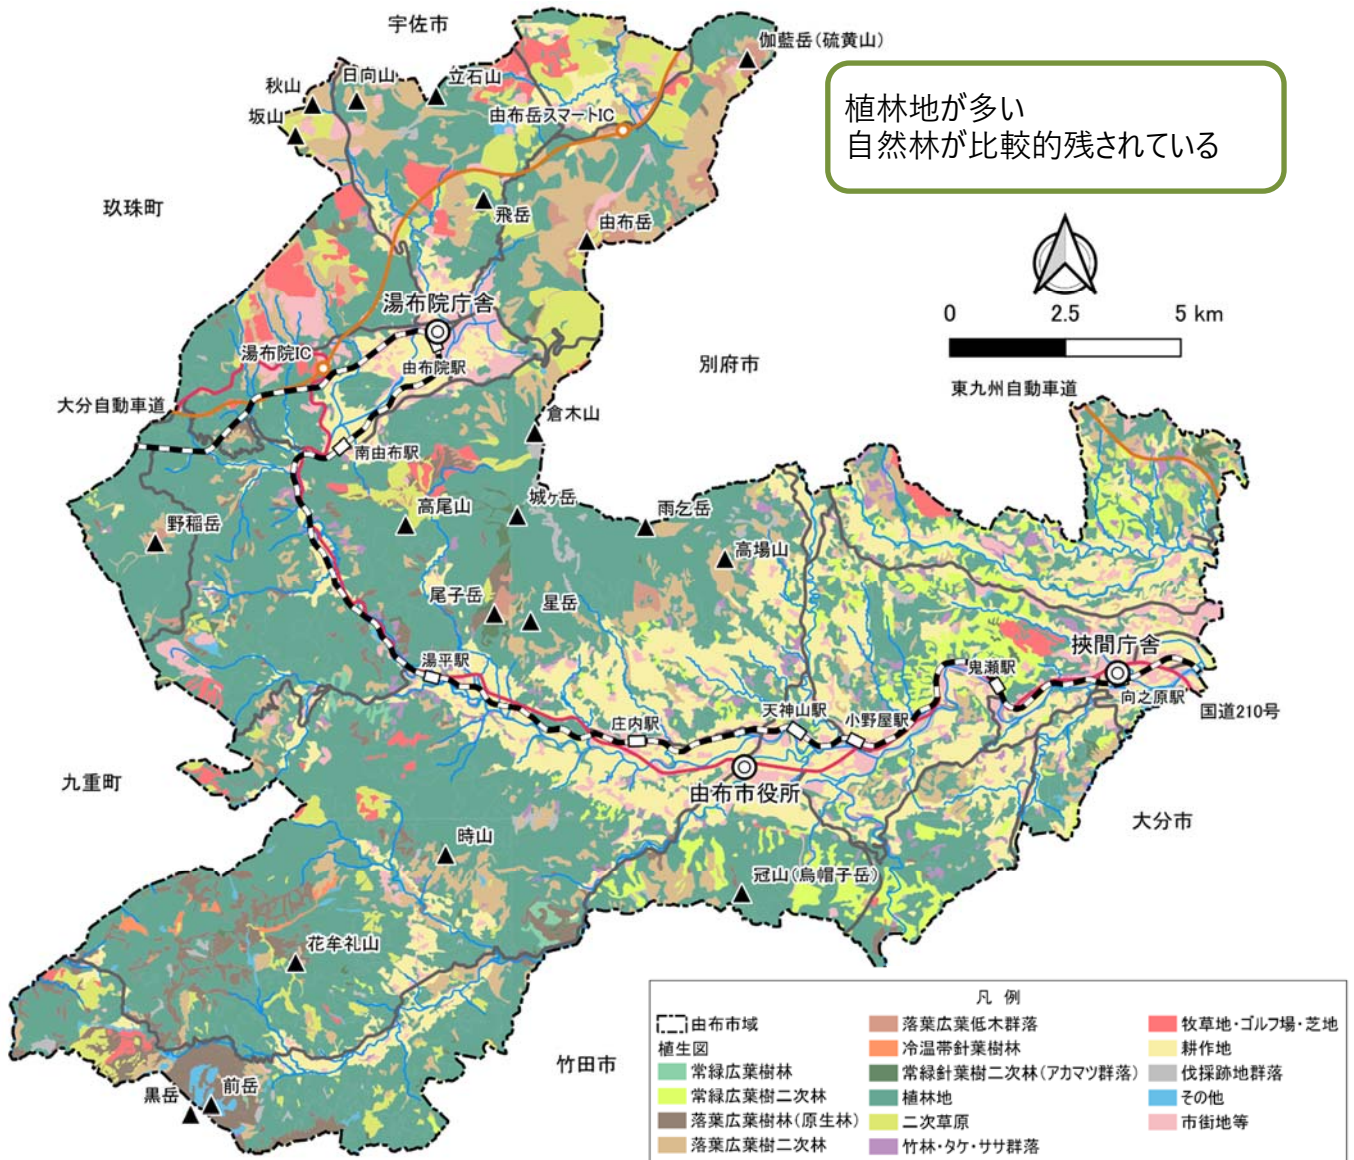 宇佐市
伽藍岳(硫黄山)
秋山
日向山
立石山
坂山
由布岳スマートIC
植林地が多い
自然林が比較的残されている
玖珠町
飛岳
由布岳
湯布院庁舎
0 2.5 5 km
湯布院IC
由布院駅
別府市
東九州自動車道
大分自動車道
倉木山
南由布駅
野稲岳
高尾山
城ヶ岳
雨乞岳
高場山
尾子岳
星岳
湯平駅
鬼瀬駅
挾間庁舎
向之原駅
国道210号
庄内駅
天神山駅
小野屋駅
由布市役所
九重町
大分市
時山
冠山(烏帽子岳)
花牟礼山
竹田市
黒岳
前岳
凡 例
由布市域
植生図
常緑広葉樹林
常緑広葉樹二次林
落葉広葉樹林(原生林)
落葉広葉樹二次林
落葉広葉低木群落
冷温帯針葉樹林
常緑針葉樹二次林(アカマツ群落)
植林地
二次草原
竹林・タケ・ササ群落
牧草地・ゴルフ場・芝地
耕作地
伐採跡地群落
その他
市街地等